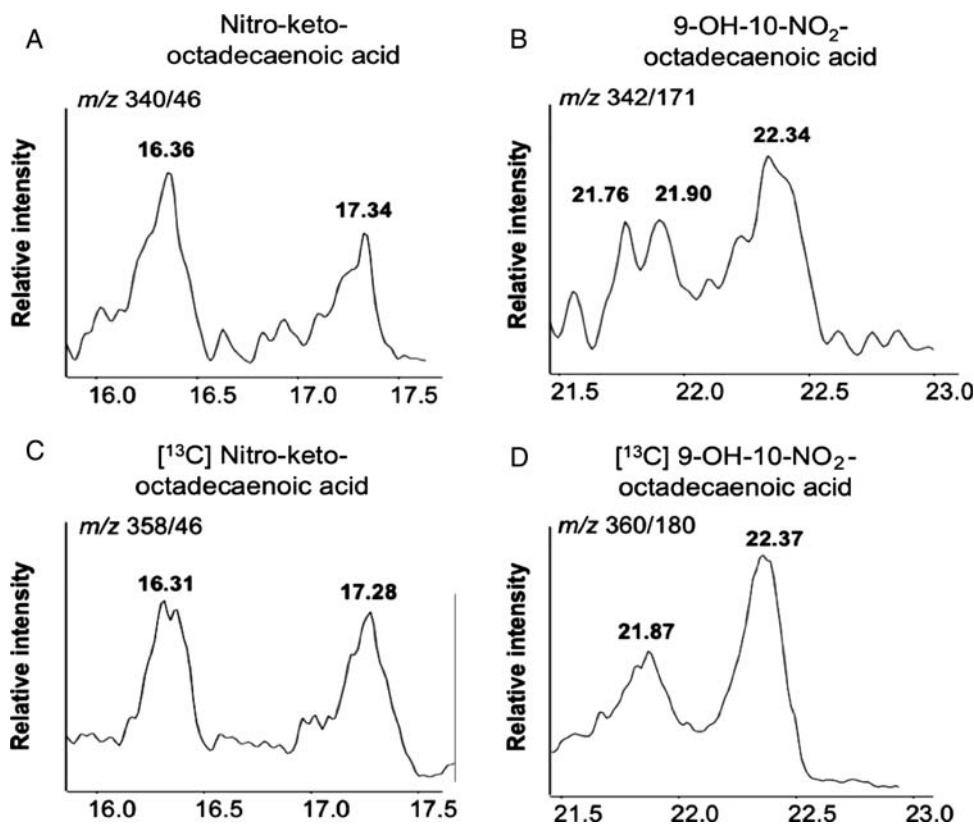 A
Nitro-keto-
octadecaenoic acid
m/z 340/46
Relative intensity
16.36
17.34
16.0 16.5 17.0 17.5
B
9-OH-10-NO₂-
octadecaenoic acid
m/z 342/171
Relative intensity
21.76 21.90 22.34
21.5 22.0 22.5 23.0
C
[¹³C] Nitro-keto-
octadecaenoic acid
m/z 358/46
Relative intensity
16.31 17.28
16.0 16.5 17.0 17.5
D
[¹³C] 9-OH-10-NO₂-
octadecaenoic acid
m/z 360/180
Relative intensity
22.37
21.87
21.5 22.0 22.5 23.0